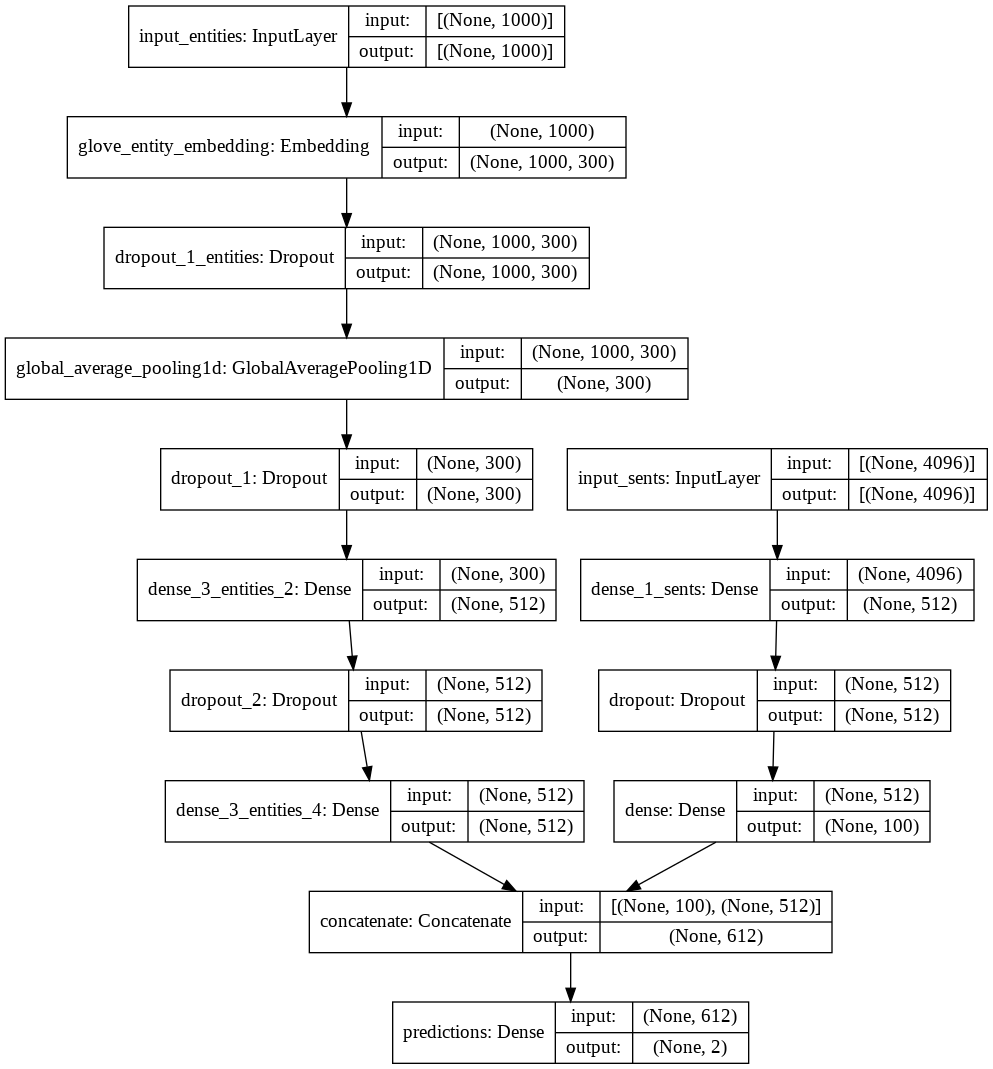 input_entities: InputLayer
input: [(None, 1000)]
output: [(None, 1000)]
glove_entity_embedding: Embedding
input: (None, 1000)
output: (None, 1000, 300)
dropout_1_entities: Dropout
input: (None, 1000, 300)
output: (None, 1000, 300)
global_average_pooling1d: GlobalAveragePooling1D
input: (None, 1000, 300)
output: (None, 300)
dropout_1: Dropout
input: (None, 300)
output: (None, 300)
input_sents: InputLayer
input: [(None, 4096)]
output: [(None, 4096)]
dense_3_entities_2: Dense
input: (None, 300)
output: (None, 512)
dense_1_sents: Dense
input: (None, 4096)
output: (None, 512)
dropout_2: Dropout
input: (None, 512)
output: (None, 512)
dropout: Dropout
input: (None, 512)
output: (None, 512)
dense_3_entities_4: Dense
input: (None, 512)
output: (None, 512)
dense: Dense
input: (None, 512)
output: (None, 100)
concatenate: Concatenate
input: [(None, 100), (None, 512)]
output: (None, 612)
predictions: Dense
input: (None, 612)
output: (None, 2)